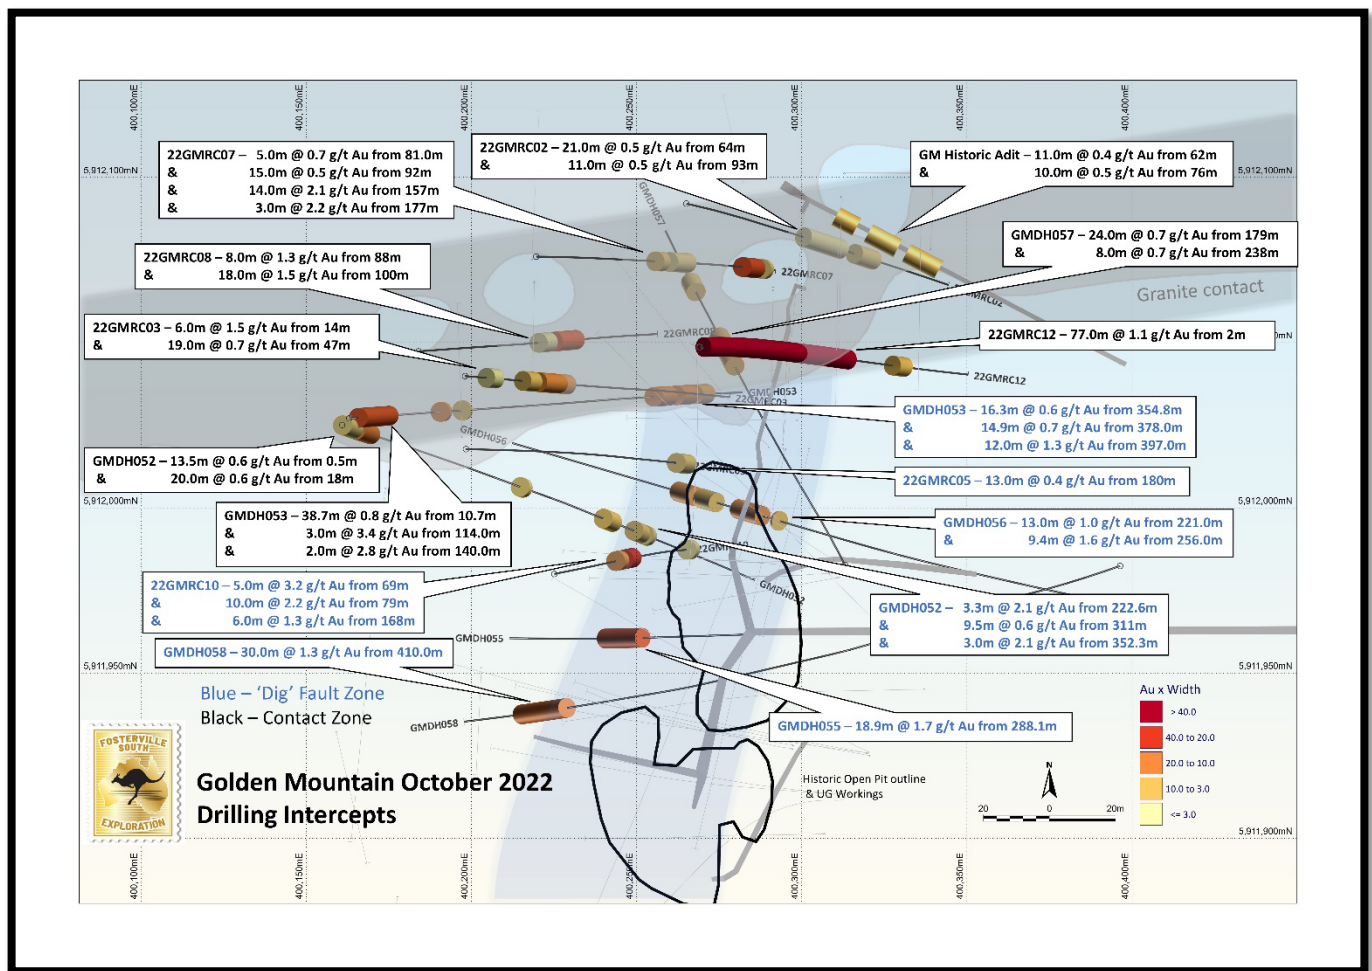 400,100mE
400,150mE
400,200mE
400,250mE
400,300mE
400,350mE
400,400mE
22GMRC07 – 5.0m @ 0.7 g/t Au from 81.0m
& 15.0m @ 0.5 g/t Au from 92m
& 14.0m @ 2.1 g/t Au from 157m
& 3.0m @ 2.2 g/t Au from 177m
22GMRC02 – 21.0m @ 0.5 g/t Au from 64m
& 11.0m @ 0.5 g/t Au from 93m
GM Historic Adit – 11.0m @ 0.4 g/t Au from 62m
& 10.0m @ 0.5 g/t Au from 76m
5,912,100mN
5,912,100mN
GMDH057
GMDH057 – 24.0m @ 0.7 g/t Au from 179m
& 8.0m @ 0.7 g/t Au from 238m
22GMRC08 – 8.0m @ 1.3 g/t Au from 88m
& 18.0m @ 1.5 g/t Au from 100m
22GMRC07
Granite contact
22GMRC03 – 6.0m @ 1.5 g/t Au from 14m
& 19.0m @ 0.7 g/t Au from 47m
22GMRC12 – 77.0m @ 1.1 g/t Au from 2m
22GMRC12
GMDH053
22GMRC03
GMDH053 – 16.3m @ 0.6 g/t Au from 354.8m
& 14.9m @ 0.7 g/t Au from 378.0m
& 12.0m @ 1.3 g/t Au from 397.0m
GMDH056
GMDH052 – 13.5m @ 0.6 g/t Au from 0.5m
& 20.0m @ 0.6 g/t Au from 18m
22GMRC05 – 13.0m @ 0.4 g/t Au from 180m
5,912,000mN
5,912,000mN
GMDH053 – 38.7m @ 0.8 g/t Au from 10.7m
& 3.0m @ 3.4 g/t Au from 114.0m
& 2.0m @ 2.8 g/t Au from 140.0m
GMDH056 – 13.0m @ 1.0 g/t Au from 221.0m
& 9.4m @ 1.6 g/t Au from 256.0m
22GMRC10 – 5.0m @ 3.2 g/t Au from 69m
& 10.0m @ 2.2 g/t Au from 79m
& 6.0m @ 1.3 g/t Au from 168m
GMDH052
GMDH052 – 3.3m @ 2.1 g/t Au from 222.6m
& 9.5m @ 0.6 g/t Au from 311m
& 3.0m @ 2.1 g/t Au from 352.3m
GMDH055
GMDH058 – 30.0m @ 1.3 g/t Au from 410.0m
5,911,950mN
5,911,950mN
Blue – 'Dig' Fault Zone
Black – Contact Zone
GMDH058
GMDH055 – 18.9m @ 1.7 g/t Au from 288.1m
Au x Width
> 40.0
40.0 to 20.0
20.0 to 10.0
10.0 to 3.0
<= 3.0
FOSTERVILLE
SOUTH
EXPLORATION
Golden Mountain October 2022
Drilling Intercepts
Historic Open Pit outline
& UG Workings
N
20 0 20m
5,911,900mN
400,100mE
400,150mE
400,200mE
400,250mE
400,300mE
400,350mE
400,400mE